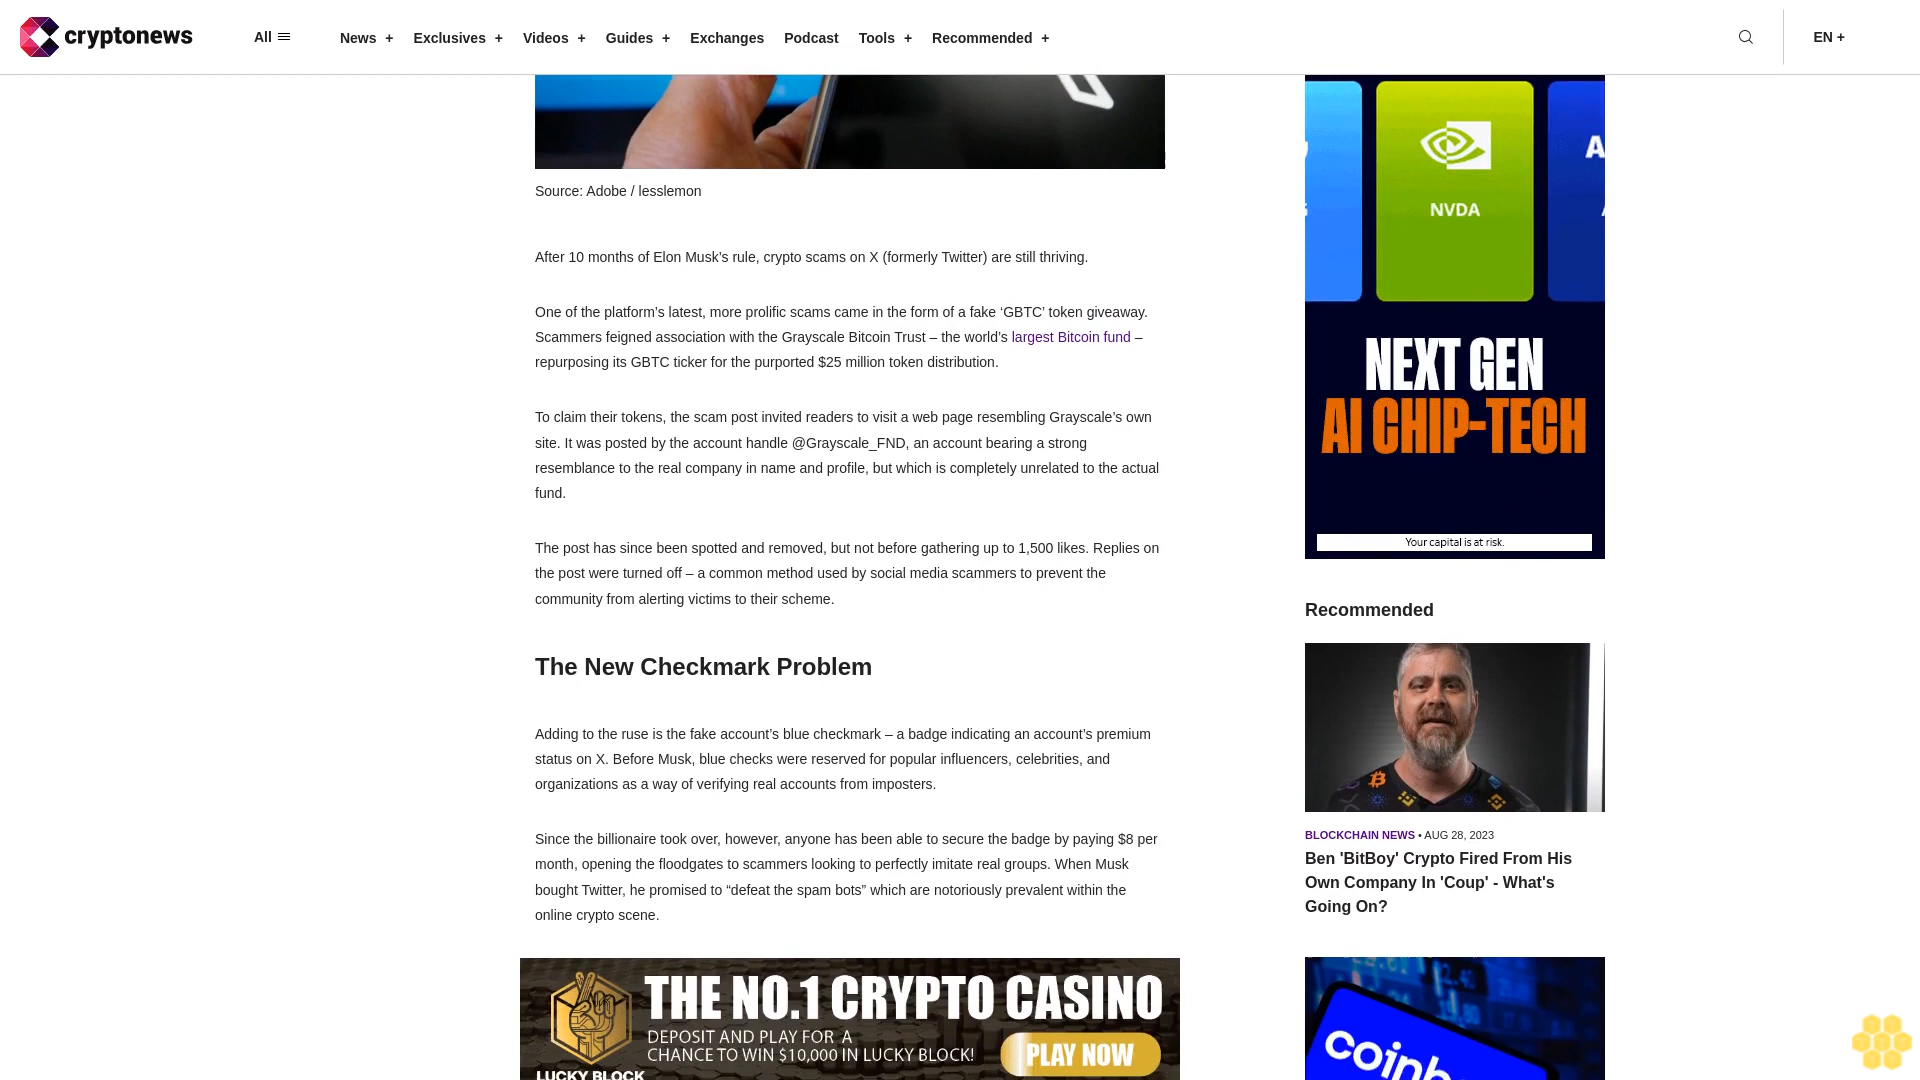 cryptonews
All
News +
Exclusives +
Videos +
Guides +
Exchanges
Podcast
Tools +
Recommended +
EN +
Source: Adobe / lesslemon
After 10 months of Elon Musk’s rule, crypto scams on X (formerly Twitter) are still thriving.
One of the platform’s latest, more prolific scams came in the form of a fake ‘GBTC’ token giveaway.
Scammers feigned association with the Grayscale Bitcoin Trust – the world’s largest Bitcoin fund –
repurposing its GBTC ticker for the purported $25 million token distribution.
To claim their tokens, the scam post invited readers to visit a web page resembling Grayscale’s own
site. It was posted by the account handle @Grayscale_FND, an account bearing a strong
resemblance to the real company in name and profile, but which is completely unrelated to the actual
fund.
The post has since been spotted and removed, but not before gathering up to 1,500 likes. Replies on
the post were turned off – a common method used by social media scammers to prevent the
community from alerting victims to their scheme.
The New Checkmark Problem
Adding to the ruse is the fake account’s blue checkmark – a badge indicating an account’s premium
status on X. Before Musk, blue checks were reserved for popular influencers, celebrities, and
organizations as a way of verifying real accounts from imposters.
Since the billionaire took over, however, anyone has been able to secure the badge by paying $8 per
month, opening the floodgates to scammers looking to perfectly imitate real groups. When Musk
bought Twitter, he promised to “defeat the spam bots” which are notoriously prevalent within the
online crypto scene.
THE NO.1 CRYPTO CASINO
DEPOSIT AND PLAY FOR A
CHANCE TO WIN $10,000 IN LUCKY BLOCK!
PLAY NOW
LUCKY BLOCK
NVDA
NEXT GEN
AI CHIP-TECH
Your capital is at risk.
Recommended
BLOCKCHAIN NEWS • AUG 28, 2023
Ben 'BitBoy' Crypto Fired From His
Own Company In 'Coup' - What's
Going On?
coinb